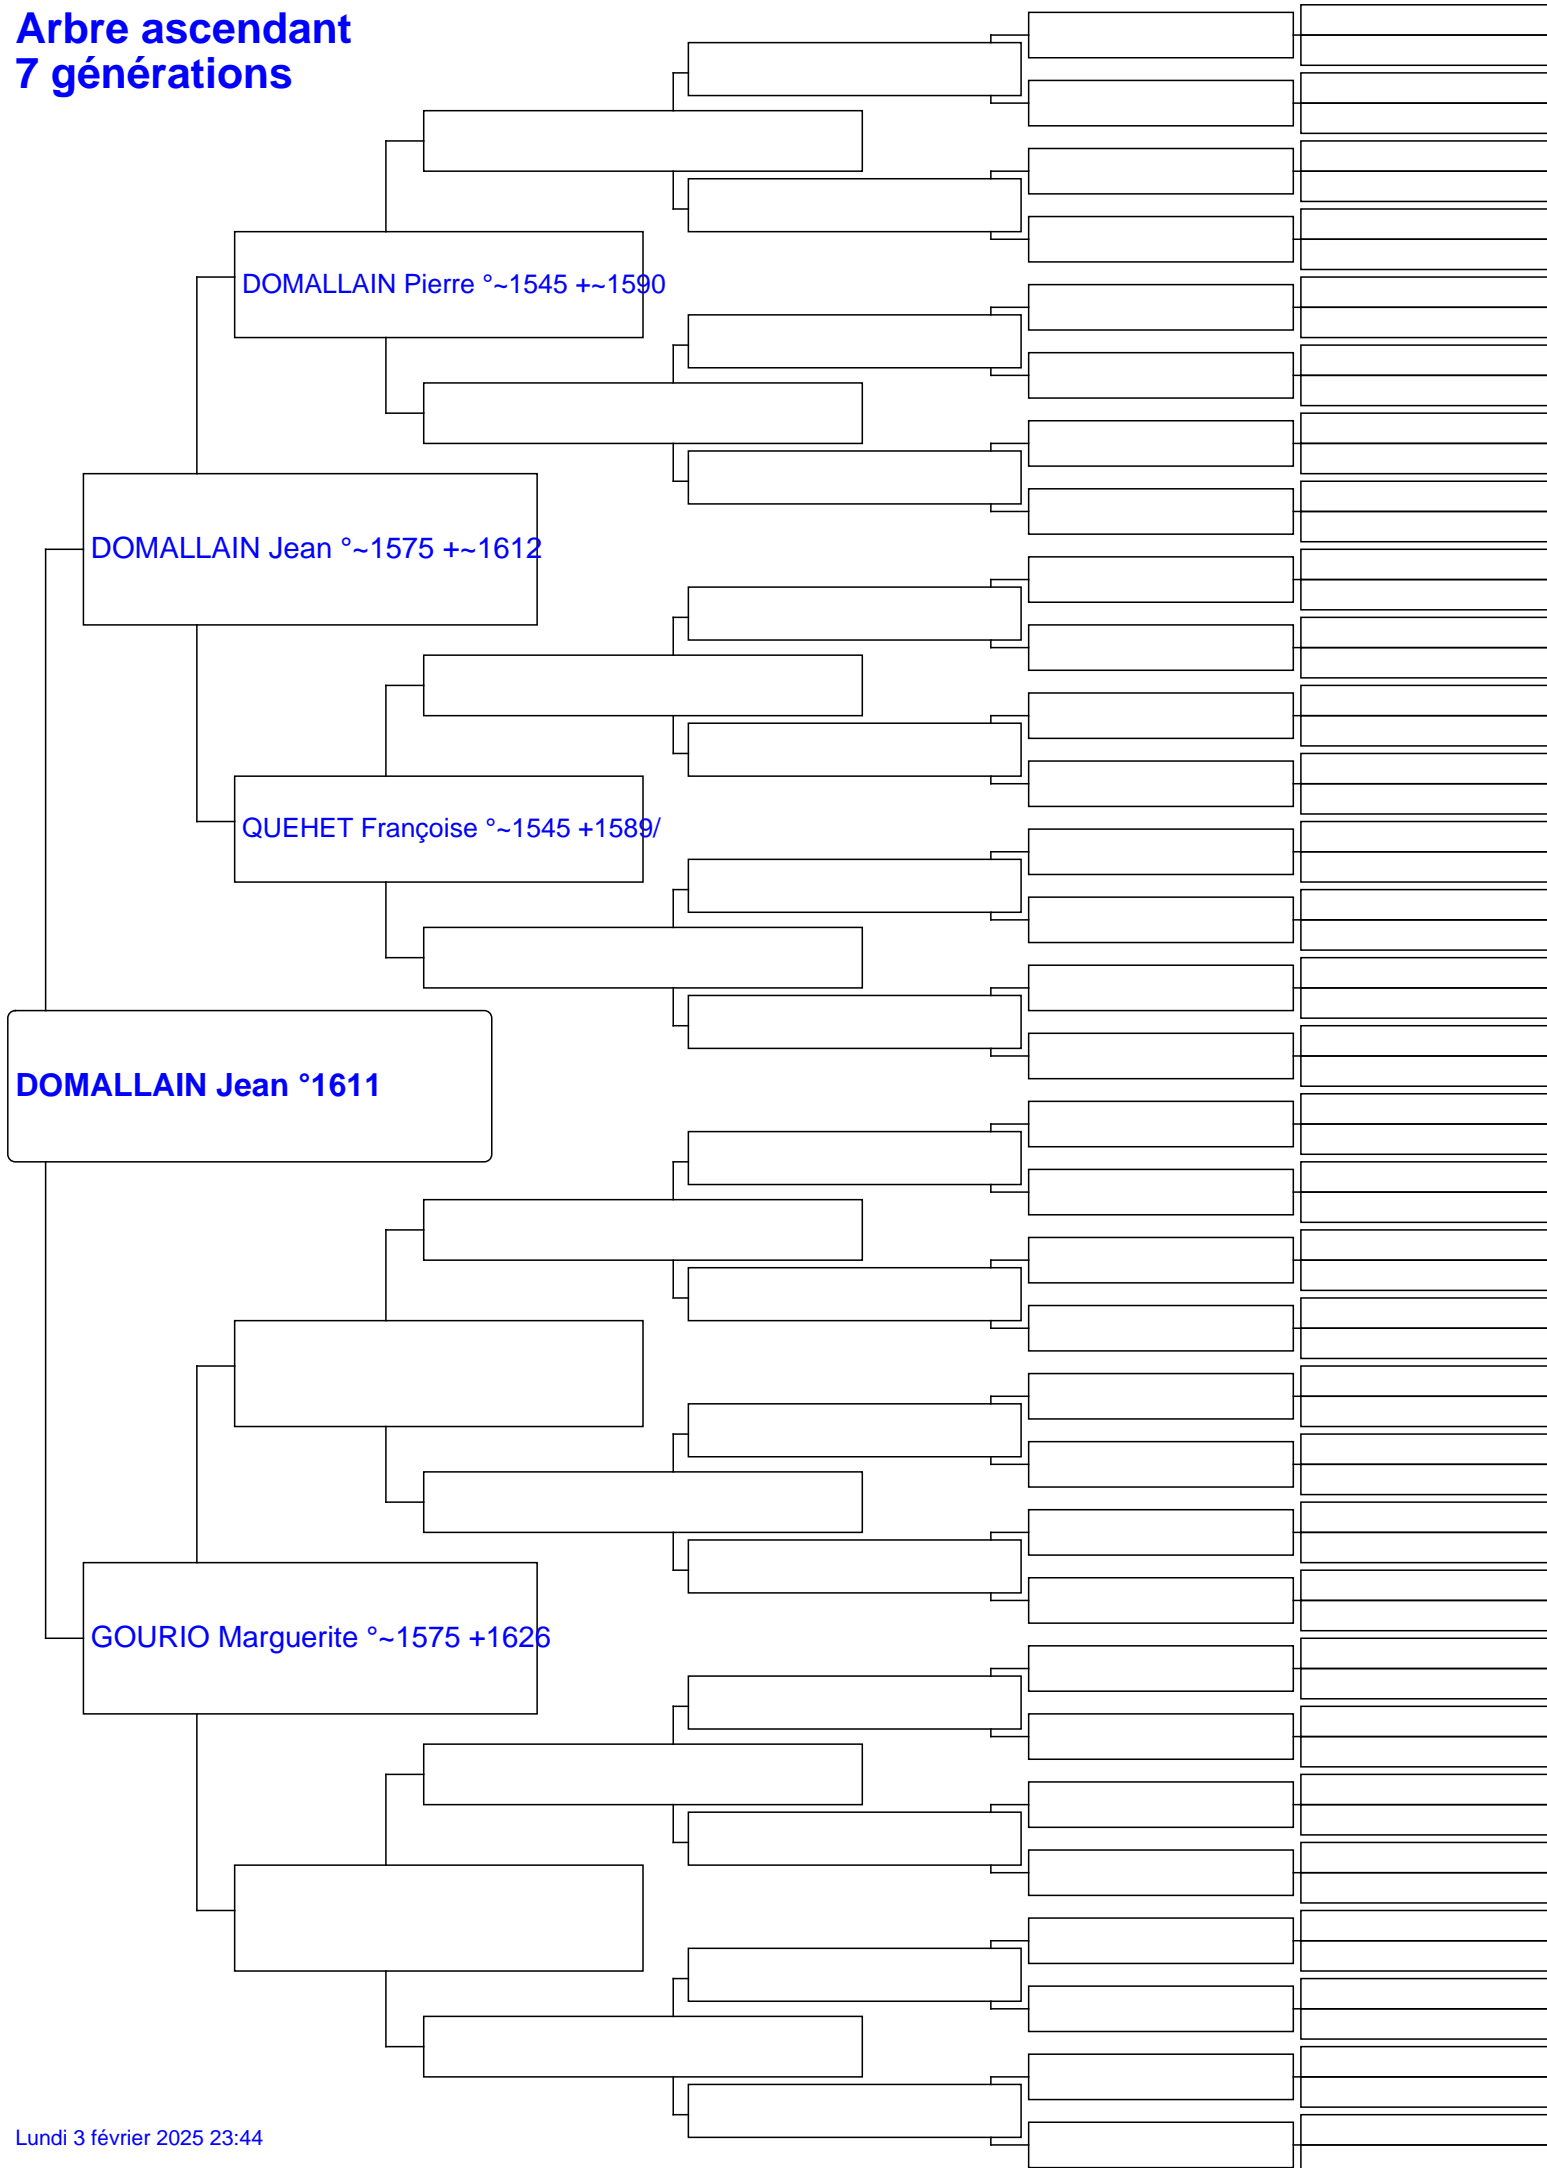 Arbre ascendant
7 générations
DOMALLAIN Pierre °~1545 +~1590
DOMALLAIN Jean °~1575 +~1612
QUEHET Françoise °~1545 +1589/
DOMALLAIN Jean °1611
GOURIO Marguerite °~1575 +1626
Lundi 3 février 2025 23:44